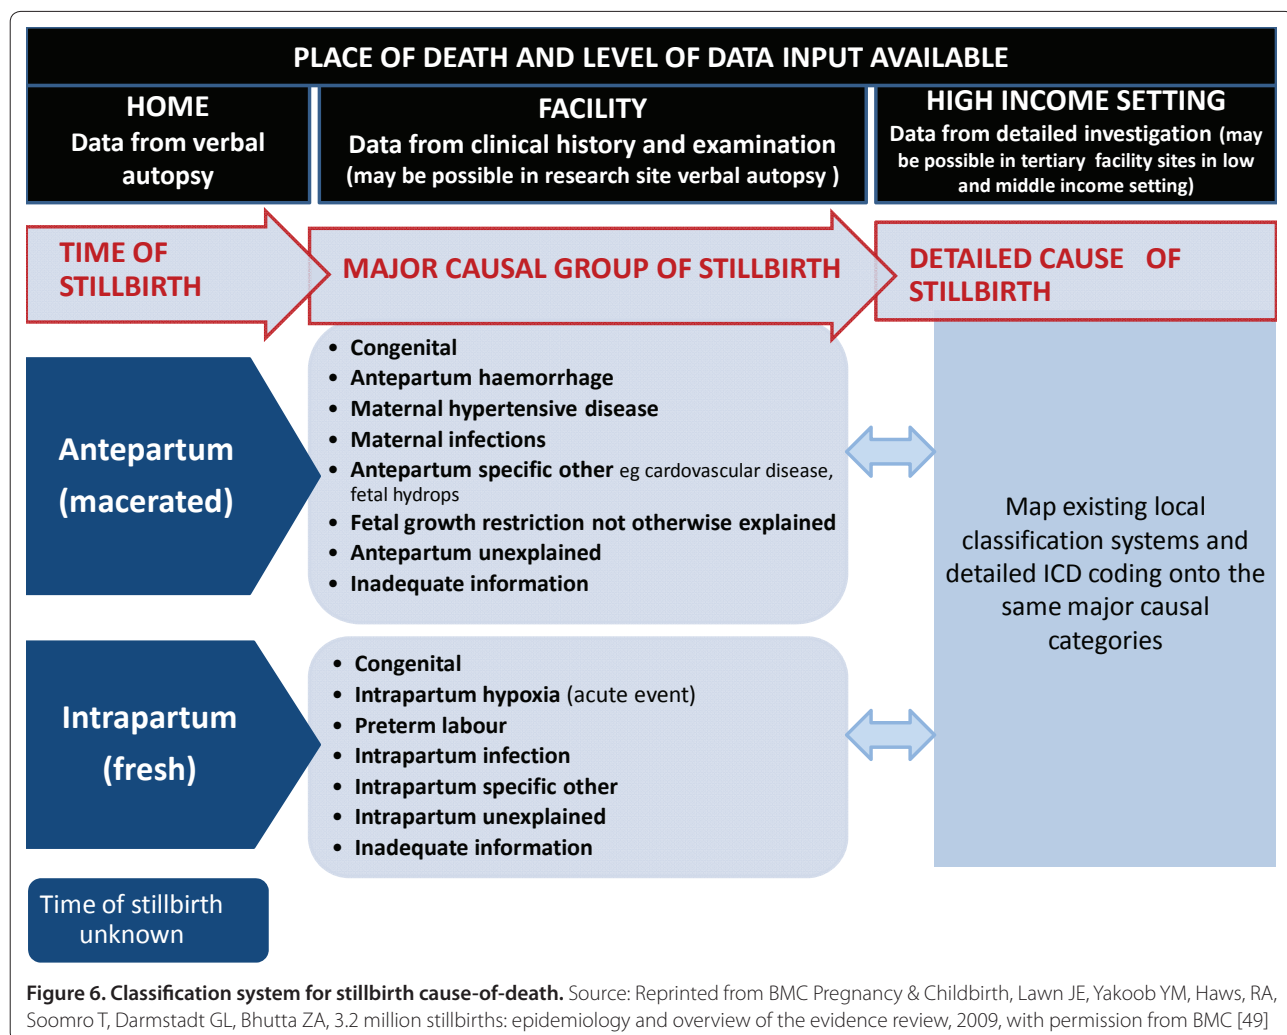 PLACE OF DEATH AND LEVEL OF DATA INPUT AVAILABLE
HOME
Data from verbal
autopsy
FACILITY
Data from clinical history and examination
(may be possible in research site verbal autopsy )
HIGH INCOME SETTING
Data from detailed investigation (may
be possible in tertiary facility sites in low
and middle income setting)
TIME OF
STILLBIRTH
MAJOR CAUSAL GROUP OF STILLBIRTH
DETAILED CAUSE OF
STILLBIRTH
Antepartum
(macerated)
• Congenital
• Antepartum haemorrhage
• Maternal hypertensive disease
• Maternal infections
• Antepartum specific other eg cardovascular disease,
fetal hydrops
• Fetal growth restriction not otherwise explained
• Antepartum unexplained
• Inadequate information
Map existing local
classification systems and
detailed ICD coding onto the
same major causal
categories
Intrapartum
(fresh)
• Congenital
• Intrapartum hypoxia (acute event)
• Preterm labour
• Intrapartum infection
• Intrapartum specific other
• Intrapartum unexplained
• Inadequate information
Time of stillbirth
unknown
Figure 6. Classification system for stillbirth cause-of-death. Source: Reprinted from BMC Pregnancy & Childbirth, Lawn JE, Yakoob YM, Haws, RA,
Soomro T, Darmstadt GL, Bhutta ZA, 3.2 million stillbirths: epidemiology and overview of the evidence review, 2009, with permission from BMC [49]